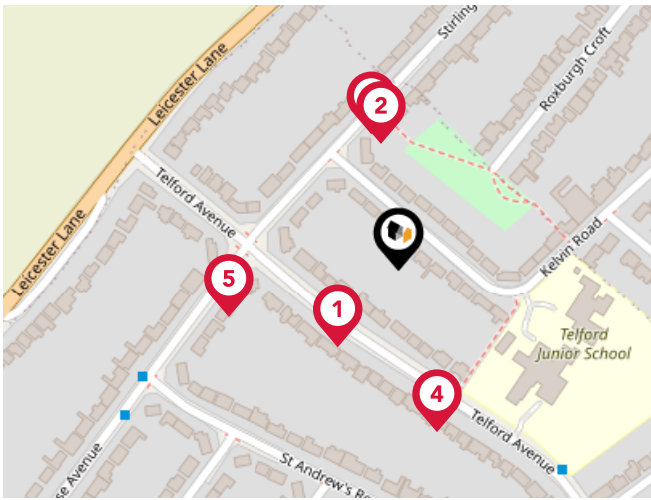 Stirling
Leicester Lane
Roxburgh Croft
2
Telford Avenue
Leicester Lane
Kelvin Road
5
1
Telford
Junior School
4
Telford Avenue
se Avenue
St Andrew's Ro